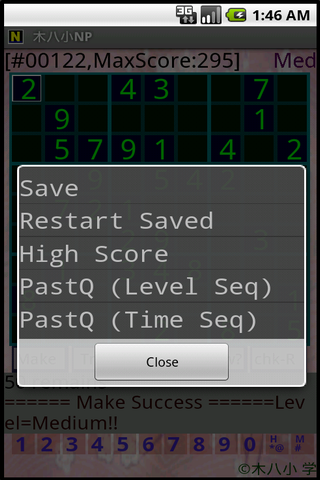 3G 1:46 AM
N 木八小NP
[#00122,MaxScore:295] Med
2 4 3 7
9 1
5 7 9 1 4 2
Save
Restart Saved
High Score
PastQ (Level Seq)
PastQ (Time Seq)
Close
====== Make Success ======Lev
el=Medium!!
1 2 3 4 5 6 7 8 9 0 H M
©木八小 学